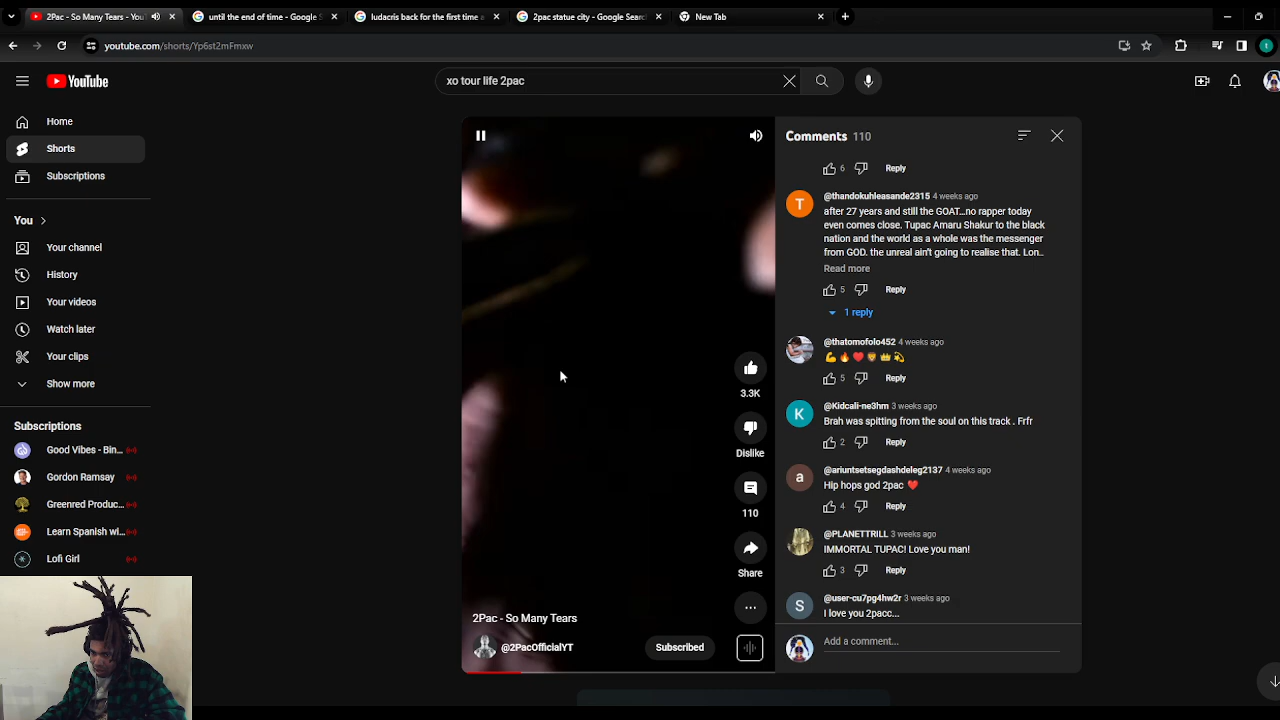 2Pac - So Many Tears - You
until the end of time - Google S
ludacris back for the first time a
2pac statue city - Google Search
New Tab
youtube.com/shorts/Yp6st2mFmxw
t
YouTube
xo tour life 2pac
Home
Shorts
Subscriptions
You
Your channel
History
Your videos
Watch later
Your clips
Show more
Subscriptions
Good Vibes - Bin...
Gordon Ramsay
Greenred Produc...
Learn Spanish wi...
Lofi Girl
3.3K
Dislike
110
Share
2Pac - So Many Tears
@2PacOfficialYT
Subscribed
Comments 110
6 Reply
T
@thandokuhleasande2315 4 weeks ago
after 27 years and still the GOAT...no rapper today
even comes close. Tupac Amaru Shakur to the black
nation and the world as a whole was the messenger
from GOD. the unreal ain't going to realise that. Lon..
Read more
5 Reply
1 reply
@thatomofolo452 4 weeks ago
💪🔥❤️🦁👑💫
5 Reply
K
@Kidcali-ne3hm 3 weeks ago
Brah was spitting from the soul on this track . Frfr
2 Reply
a
@ariuntsetsegdashdeleg2137 4 weeks ago
Hip hops god 2pac ❤️
4 Reply
@PLANETTRILL 3 weeks ago
IMMORTAL TUPAC! Love you man!
3 Reply
S
@user-cu7pg4hw2r 3 weeks ago
I love you 2pacc...
Add a comment...